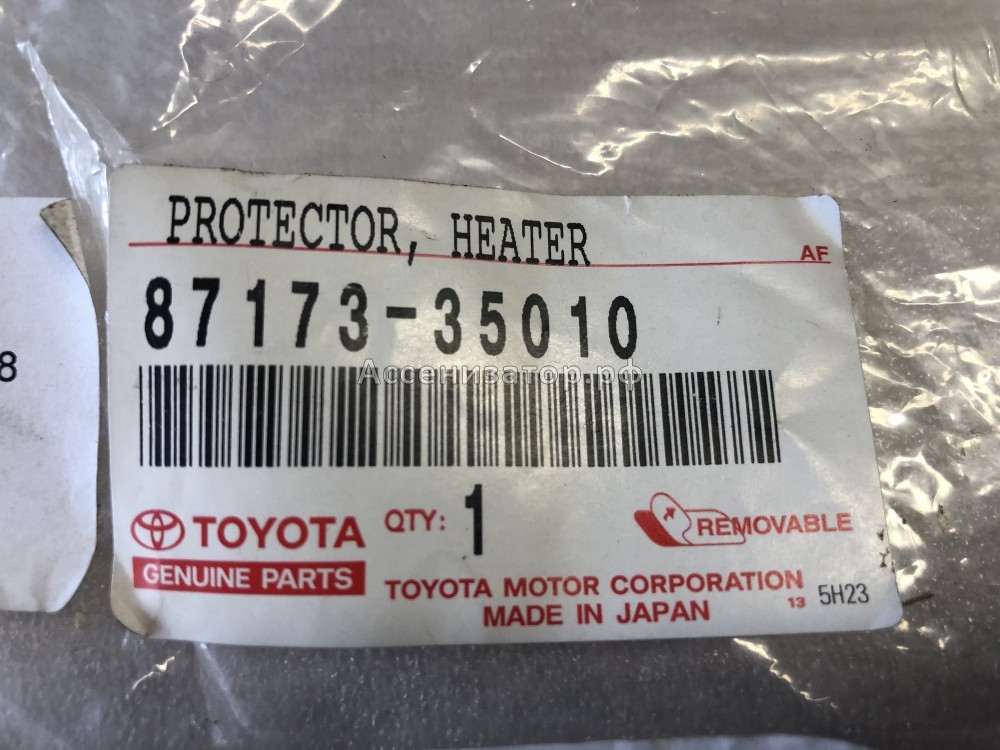 PROTECTOR, HEATER
AF
87173-35010
Ассенизатор.рф
8
TOYOTA
QTY: 1
REMOVABLE
GENUINE PARTS
TOYOTA MOTOR CORPORATION
13 5H23
MADE IN JAPAN